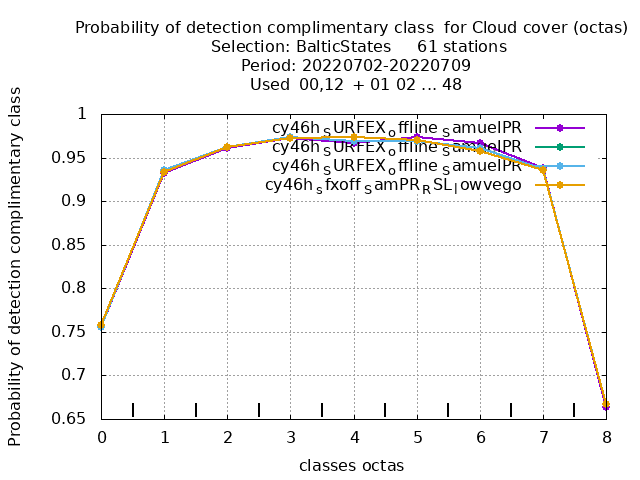 Probability of detection complimentary class  for Cloud cover (octas)
Selection: BalticStates     61 stations
Period: 20220702-20220709
Used  00,12  + 01 02 ... 48
cy46h_SURFEX_offline_SamuelPR
cy46h_SURFEX_offline_SamuelPR
cy46h_SURFEX_offline_SamuelPR
cy46h_sfxoff_SamPR_RSL_lowvego
Probability of detection complimentary class
1
0.95
0.9
0.85
0.8
0.75
0.7
0.65
0 1 2 3 4 5 6 7 8
classes octas